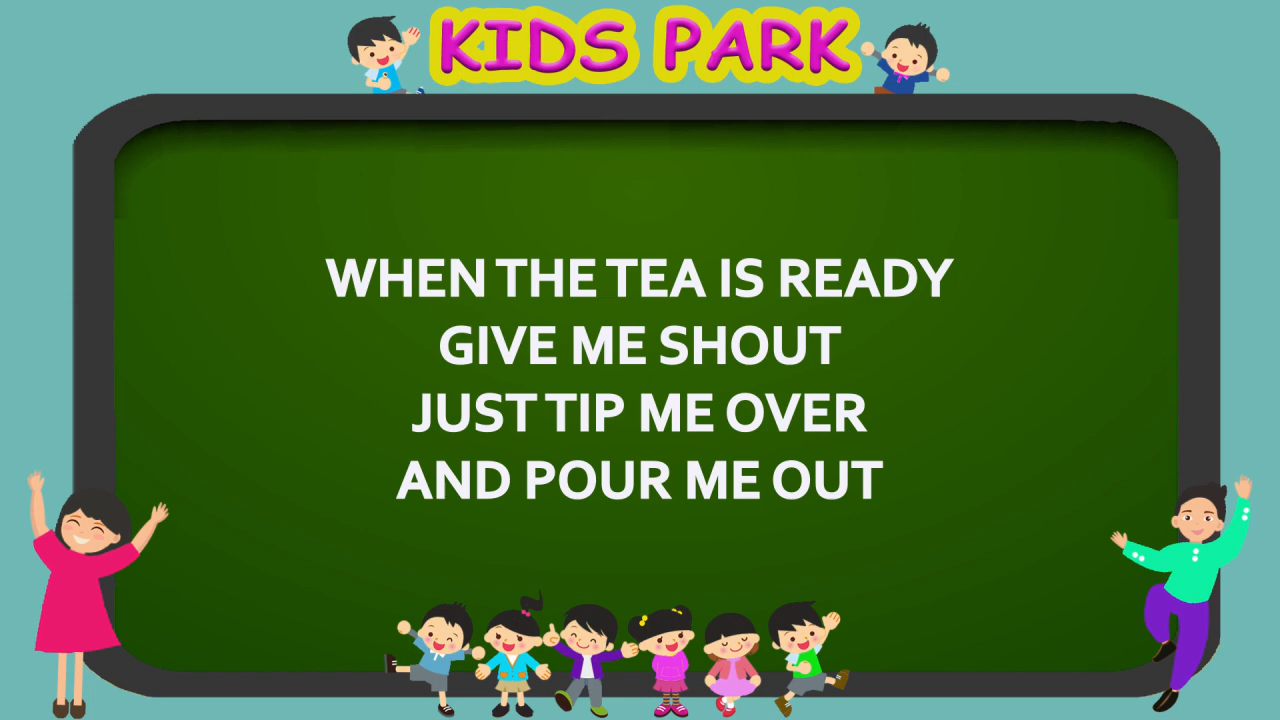 KIDS PARK
WHEN THE TEA IS READY
GIVE ME SHOUT
JUST TIP ME OVER
AND POUR ME OUT